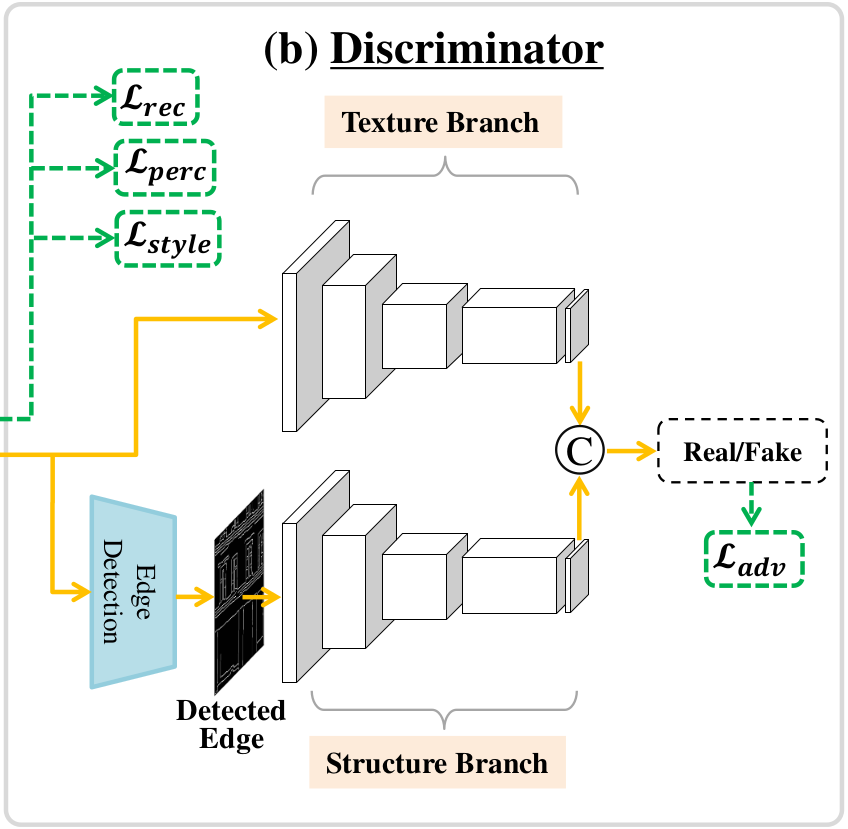 (b) Discriminator
ℒrec
ℒperc
ℒstyle
Texture Branch
C
Real/Fake
ℒadv
Edge
Detection
Detected
Edge
Structure Branch